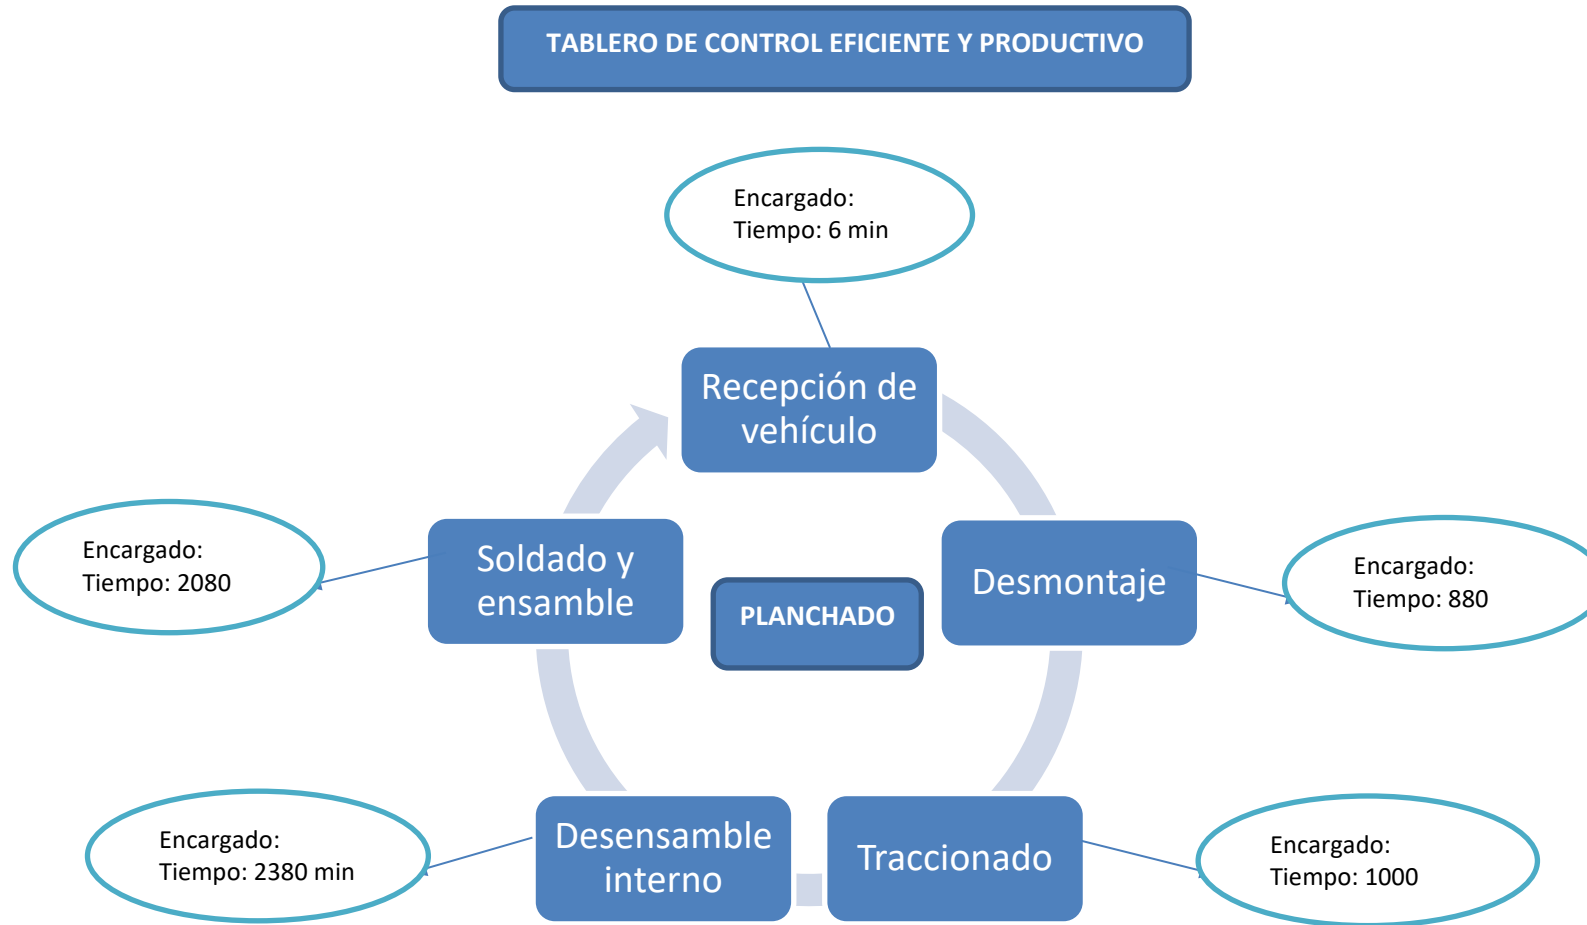 TABLERO DE CONTROL EFICIENTE Y PRODUCTIVO
Encargado:
Tiempo: 6 min
Recepción de
vehículo
Encargado:
Tiempo: 2080
Soldado y
ensamble
PLANCHADO
Desmontaje
Encargado:
Tiempo: 880
Encargado:
Tiempo: 2380 min
Desensamble
interno
Traccionado
Encargado:
Tiempo: 1000